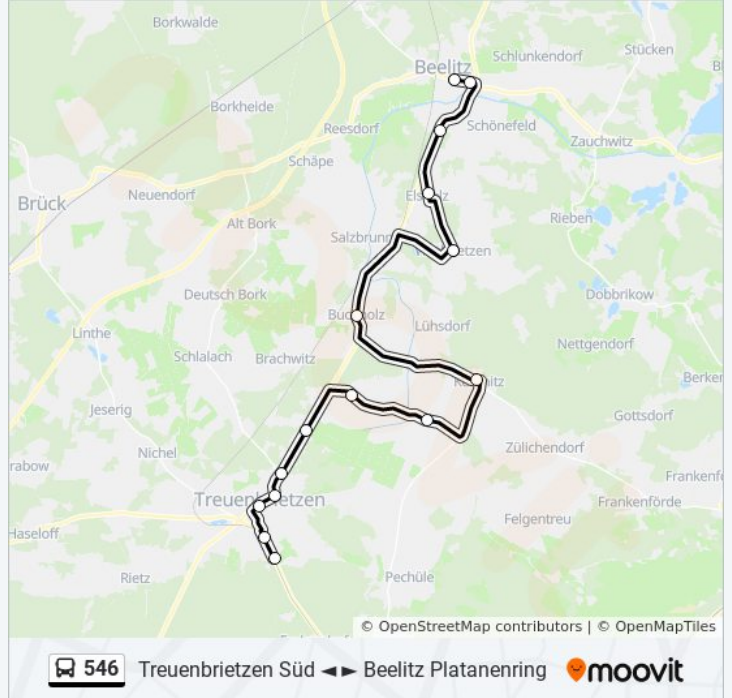 Borkwalde
Stücken
Schlunkendorf
Beelitz
Borkheide
Reesdorf
Schönefeld
Zauchwitz
Schäpe
Neuendorf
Brück
Rieben
Alt Bork
Salzbrunn
Deutsch Bork
Dobbrikow
Buchholz
Lühsdorf
Linthe
Nettgendorf
Schlalach
Brachwitz
Jeserig
Gottsdorf
Zülichendorf
Nichel
Treuenbrietzen
Frankenförde
Felgentreu
Haseloff
Rietz
Pechüle
© OpenStreetMap contributors | © OpenMapTiles
546 Treuenbrietzen Süd ◄ ► Beelitz Platanenring moovit